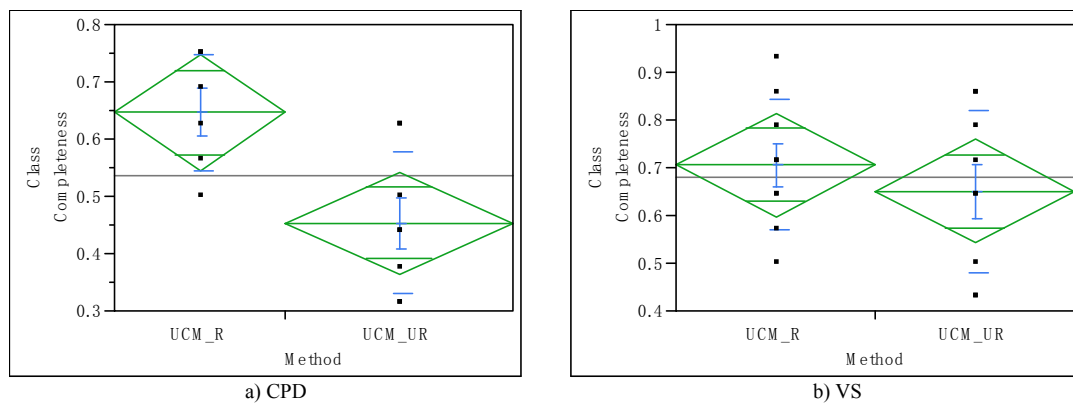 0.8
0.7
0.6
0.5
0.4
0.3
Class
Completeness
UCM_R
UCM_UR
Method
a) CPD
1
0.9
0.8
0.7
0.6
0.5
0.4
Class
Completeness
UCM_R
UCM_UR
Method
b) VS